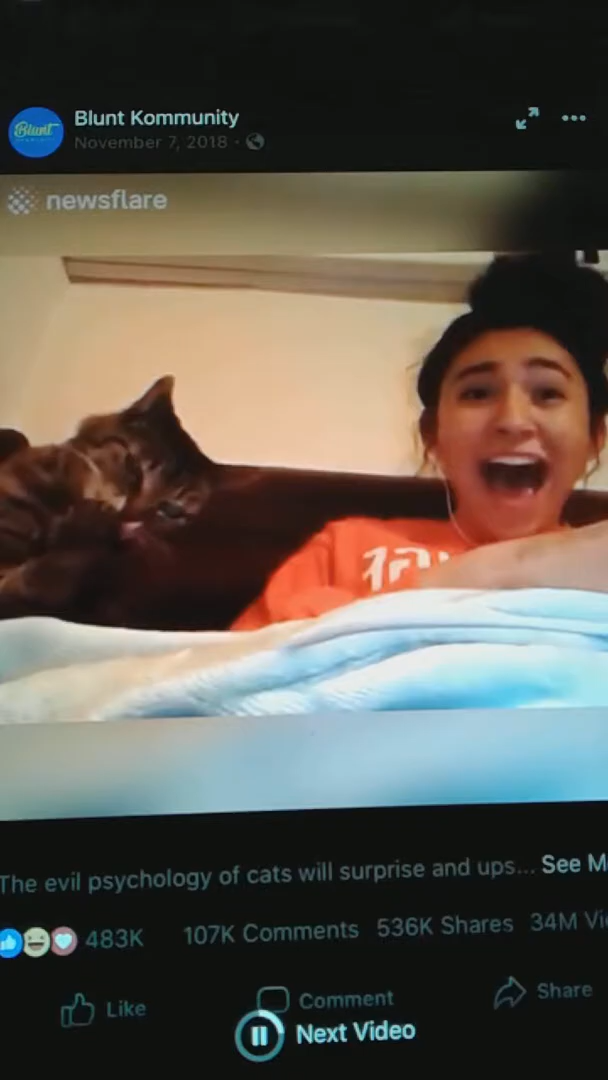 Blunt
Blunt Kommunity
November 7, 2018 ·
newsflare
The evil psychology of cats will surprise and ups... See M
483K 107K Comments 536K Shares 34M Vi
Like Comment Share
Next Video